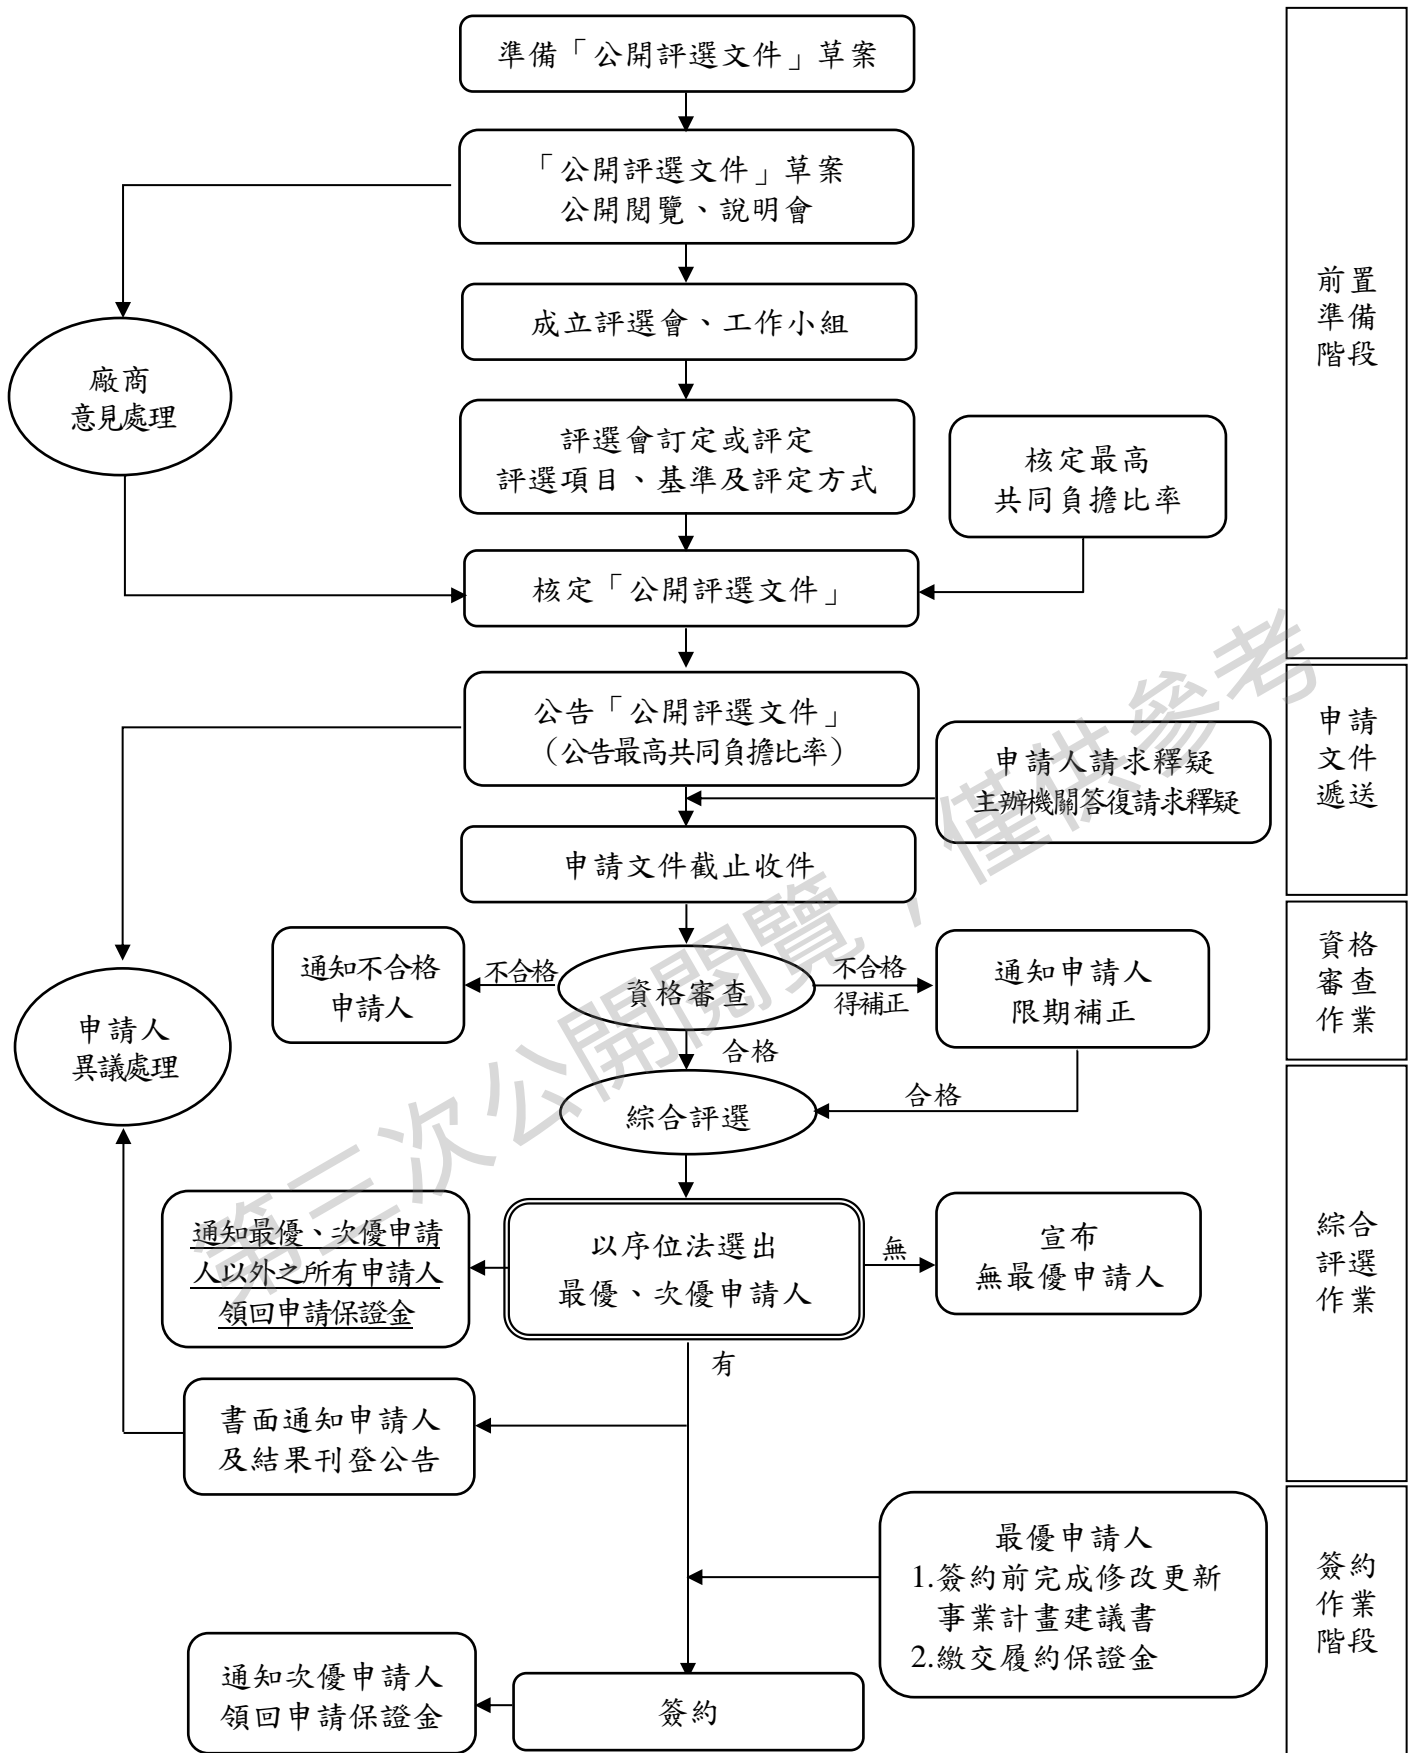 準備「公開評選文件」草案
「公開評選文件」草案
公開閱覽、說明會
成立評選會、工作小組
廠商
意見處理
評選會訂定或評定
評選項目、基準及評定方式
核定最高
共同負擔比率
核定「公開評選文件」
前置
準備
階段
公告「公開評選文件」
（公告最高共同負擔比率）
申請人請求釋疑
主辦機關答復請求釋疑
申請文件截止收件
申請
文件
遞送
通知不合格
申請人
不合格
資格審查
不合格
得補正
通知申請人
限期補正
合格
資格
審查
作業
申請人
異議處理
合格
綜合評選
通知最優、次優申請
人以外之所有申請人
領回申請保證金
以序位法選出
最優、次優申請人
無
宣布
無最優申請人
有
書面通知申請人
及結果刊登公告
綜合
評選
作業
最優申請人
1.簽約前完成修改更新
事業計畫建議書
2.繳交履約保證金
通知次優申請人
領回申請保證金
簽約
簽約
作業
階段
第三次公開閱覽，僅供參考